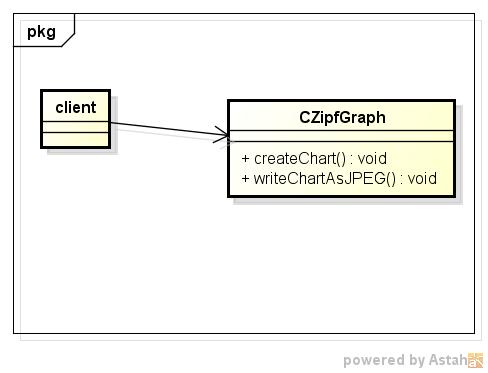 pkg
client
CZipfGraph
+ createChart() : void
+ writeChartAsJPEG() : void
powered by Astah